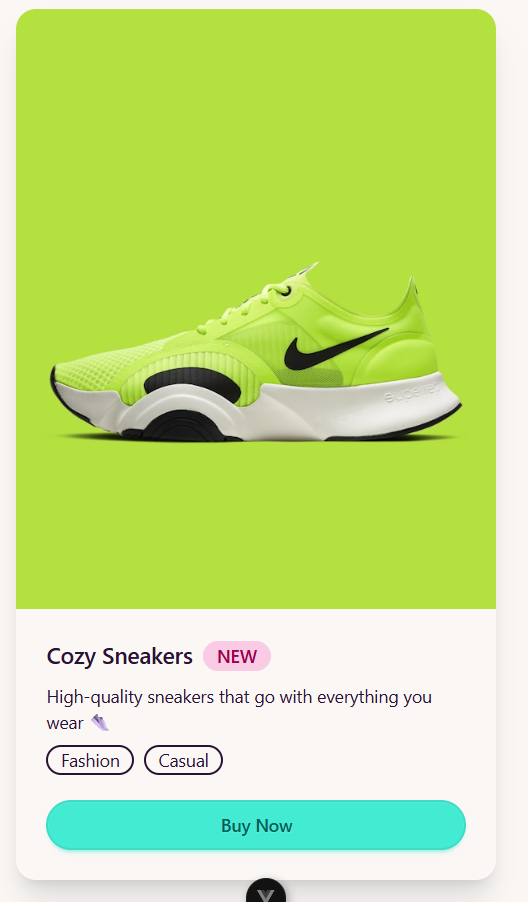 Cozy Sneakers NEW
High-quality sneakers that go with everything you
wear 👟
Fashion Casual
Buy Now